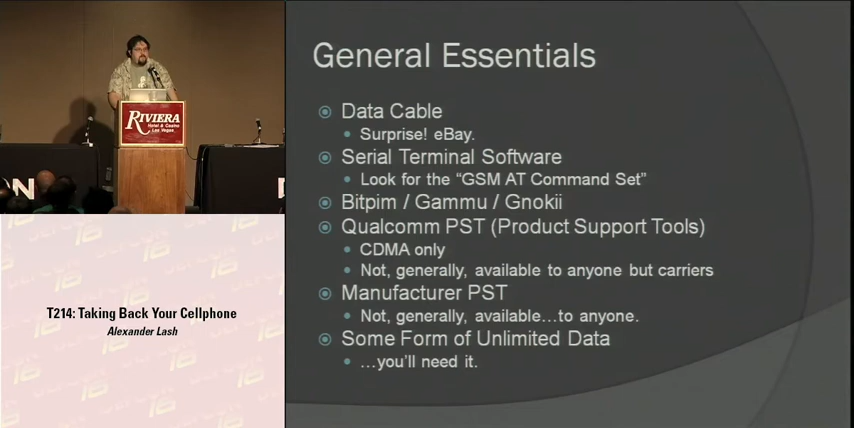 RIVIERA
Hotel & Casino
Las Vegas
T214: Taking Back Your Cellphone
Alexander Lash
General Essentials
Data Cable
Surprise! eBay.
Serial Terminal Software
Look for the “GSM AT Command Set”
Bitpim / Gammu / Gnokii
Qualcomm PST (Product Support Tools)
CDMA only
Not, generally, available to anyone but carriers
Manufacturer PST
Not, generally, available…to anyone.
Some Form of Unlimited Data
…you’ll need it.